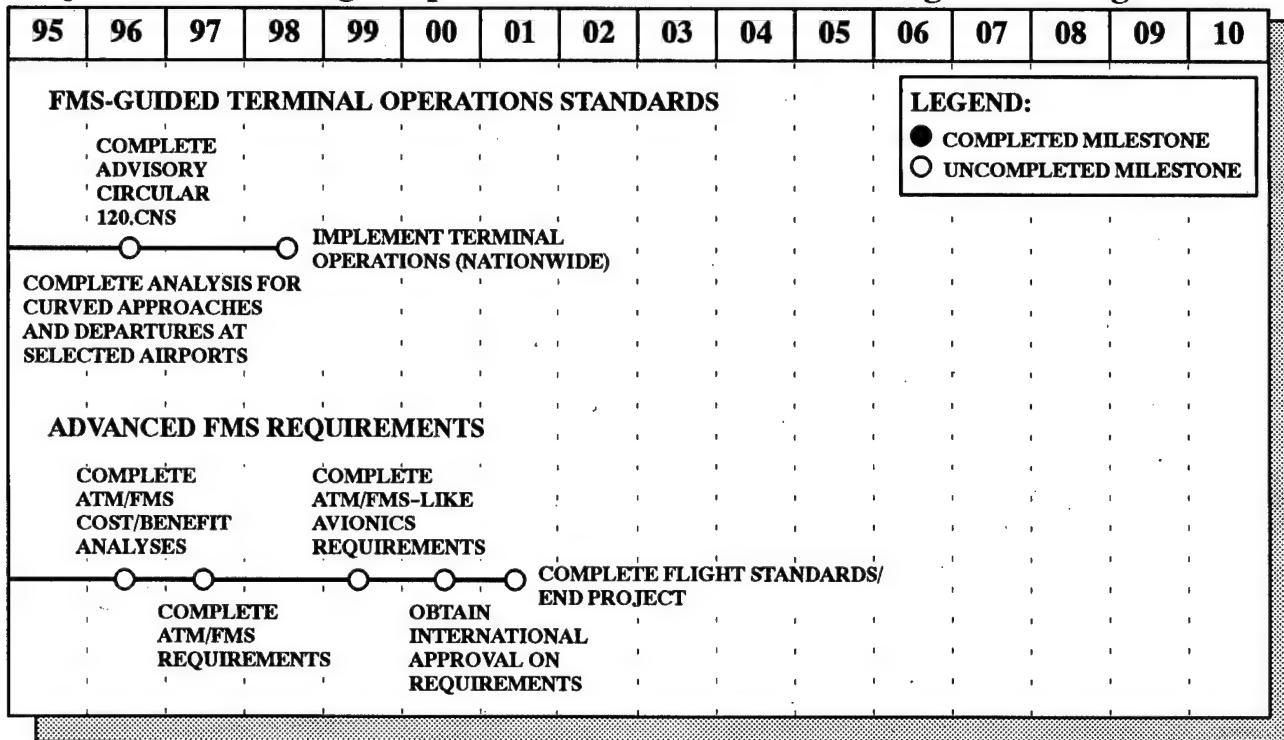 95 96 97 98 99 00 01 02 03 04 05 06 07 08 09 10
FMS-GUIDED TERMINAL OPERATIONS STANDARDS
LEGEND:
COMPLETED MILESTONE
UNCOMPLETED MILESTONE
COMPLETE
ADVISORY
CIRCULAR
120.CNS
IMPLEMENT TERMINAL
OPERATIONS (NATIONWIDE)
COMPLETE ANALYSIS FOR
CURVED APPROACHES
AND DEPARTURES AT
SELECTED AIRPORTS
ADVANCED FMS REQUIREMENTS
COMPLETE
ATM/FMS
COST/BENEFIT
ANALYSES
COMPLETE
ATM/FMS-LIKE
AVIONICS
REQUIREMENTS
COMPLETE FLIGHT STANDARDS/
END PROJECT
COMPLETE
ATM/FMS
REQUIREMENTS
OBTAIN
INTERNATIONAL
APPROVAL ON
REQUIREMENTS